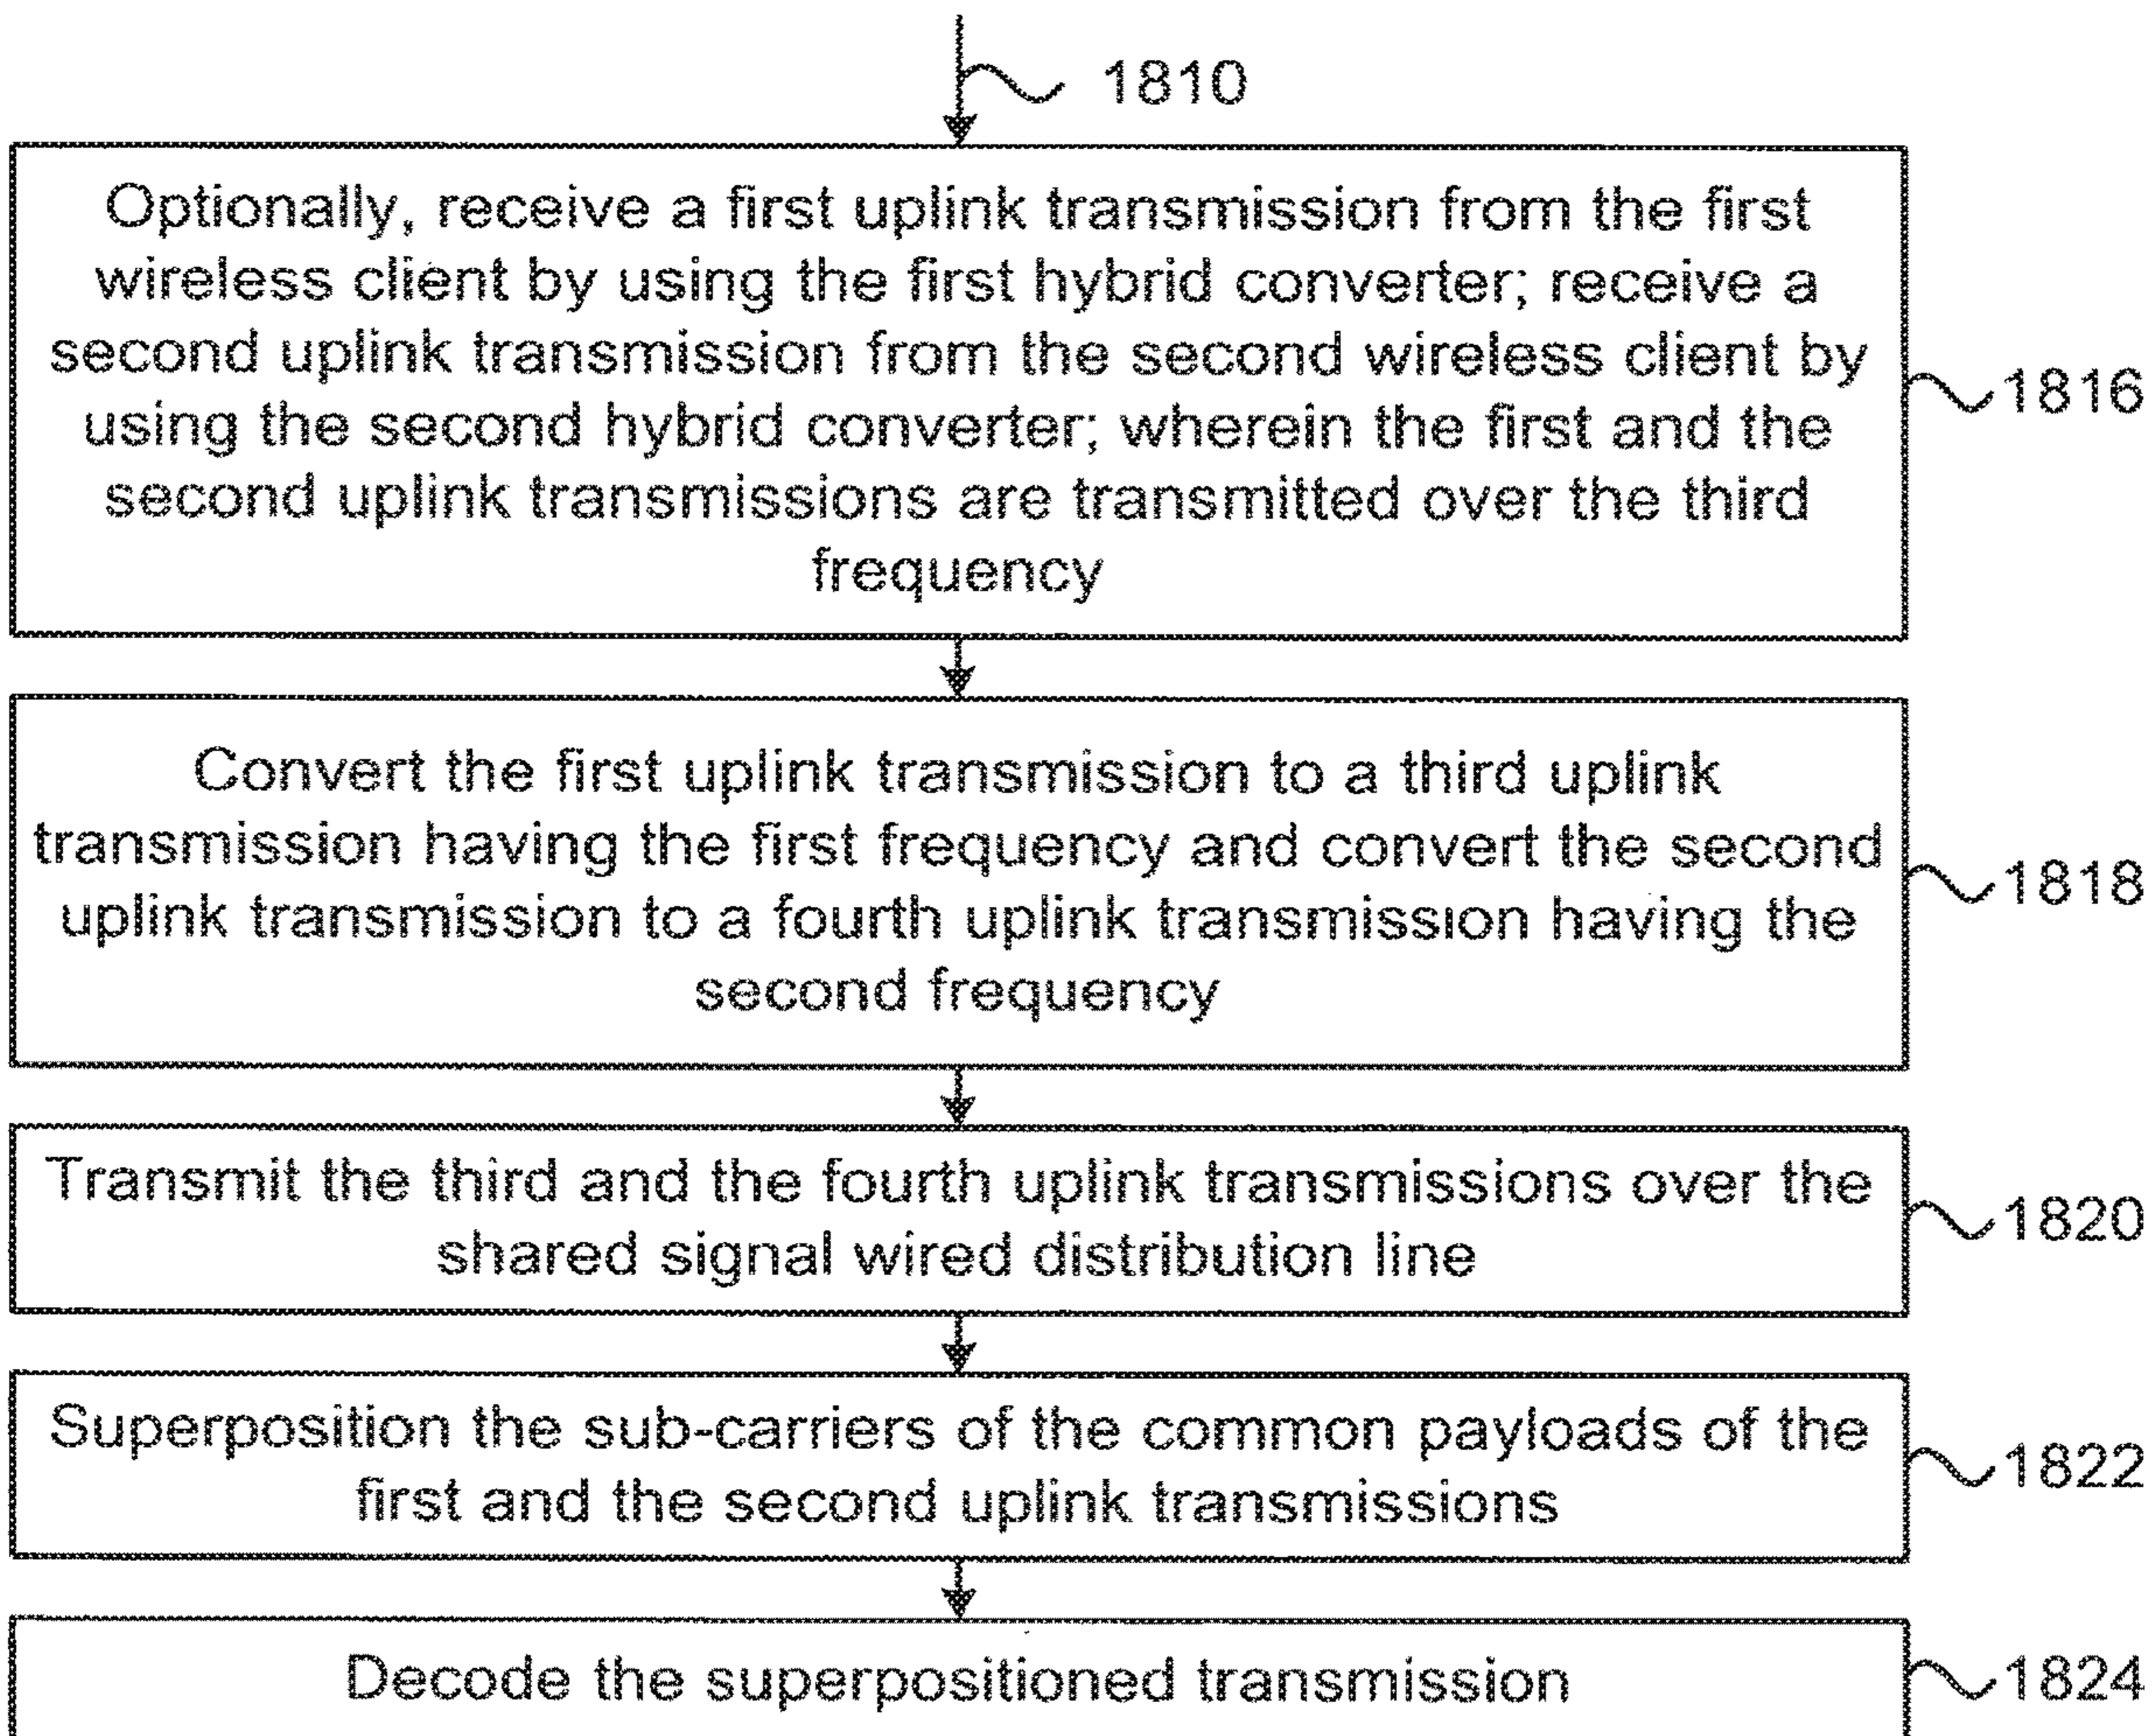 1810
Optionally, receive a first uplink transmission from the first
wireless client by using the first hybrid converter; receive a
second uplink transmission from the second wireless client by
using the second hybrid converter; wherein the first and the
second uplink transmissions are transmitted over the third
frequency
1816
Convert the first uplink transmission to a third uplink
transmission having the first frequency and convert the second
uplink transmission to a fourth uplink transmission having the
second frequency
1818
Transmit the third and the fourth uplink transmissions over the
shared signal wired distribution line
1820
Superposition the sub-carriers of the common payloads of the
first and the second uplink transmissions
1822
Decode the superpositioned transmission
1824